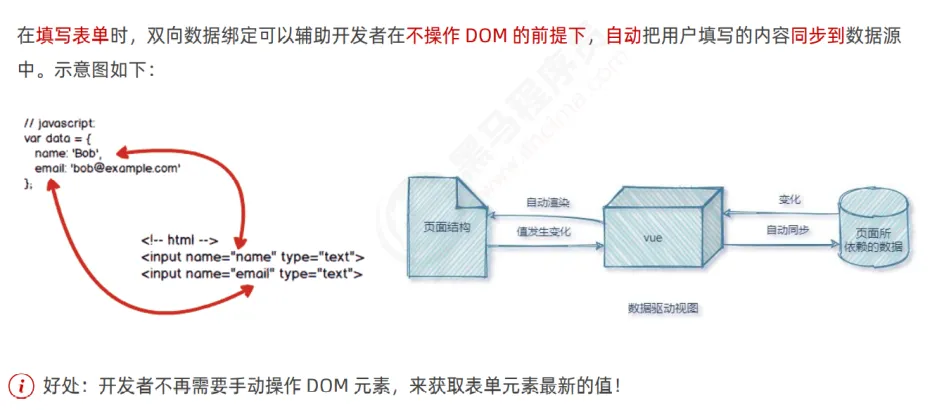 在填写表单时，双向数据绑定可以辅助开发者在不操作 DOM 的前提下，自动把用户填写的内容同步到数据源
中。示意图如下：
// javascript:
var data = {
name: 'Bob',
email: 'bob@example.com'
};
<!-- html -->
<input name="name" type="text">
<input name="email" type="text">
页面结构
自动渲染
值发生变化
vue
变化
自动同步
页面所
依赖的数据
数据驱动视图
好处：开发者不再需要手动操作 DOM 元素，来获取表单元素最新的值！
黑马程序员
www.itheima.com